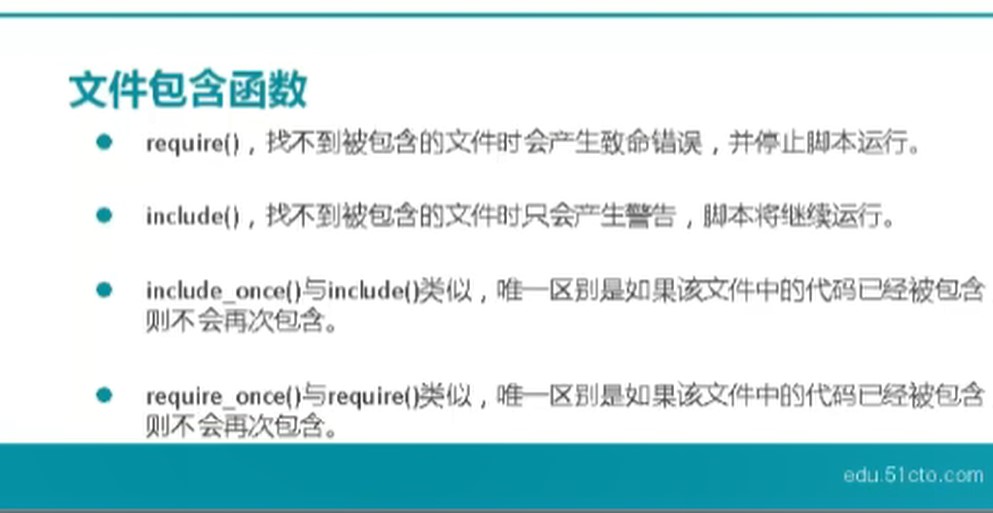 文件包含函数
require()，找不到被包含的文件时会产生致命错误，并停止脚本运行。
include()，找不到被包含的文件时只会产生警告，脚本将继续运行。
include_once()与include()类似，唯一区别是如果该文件中的代码已经被包含
则不会再次包含。
require_once()与require()类似，唯一区别是如果该文件中的代码已经被包含
则不会再次包含。
edu.51cto.com